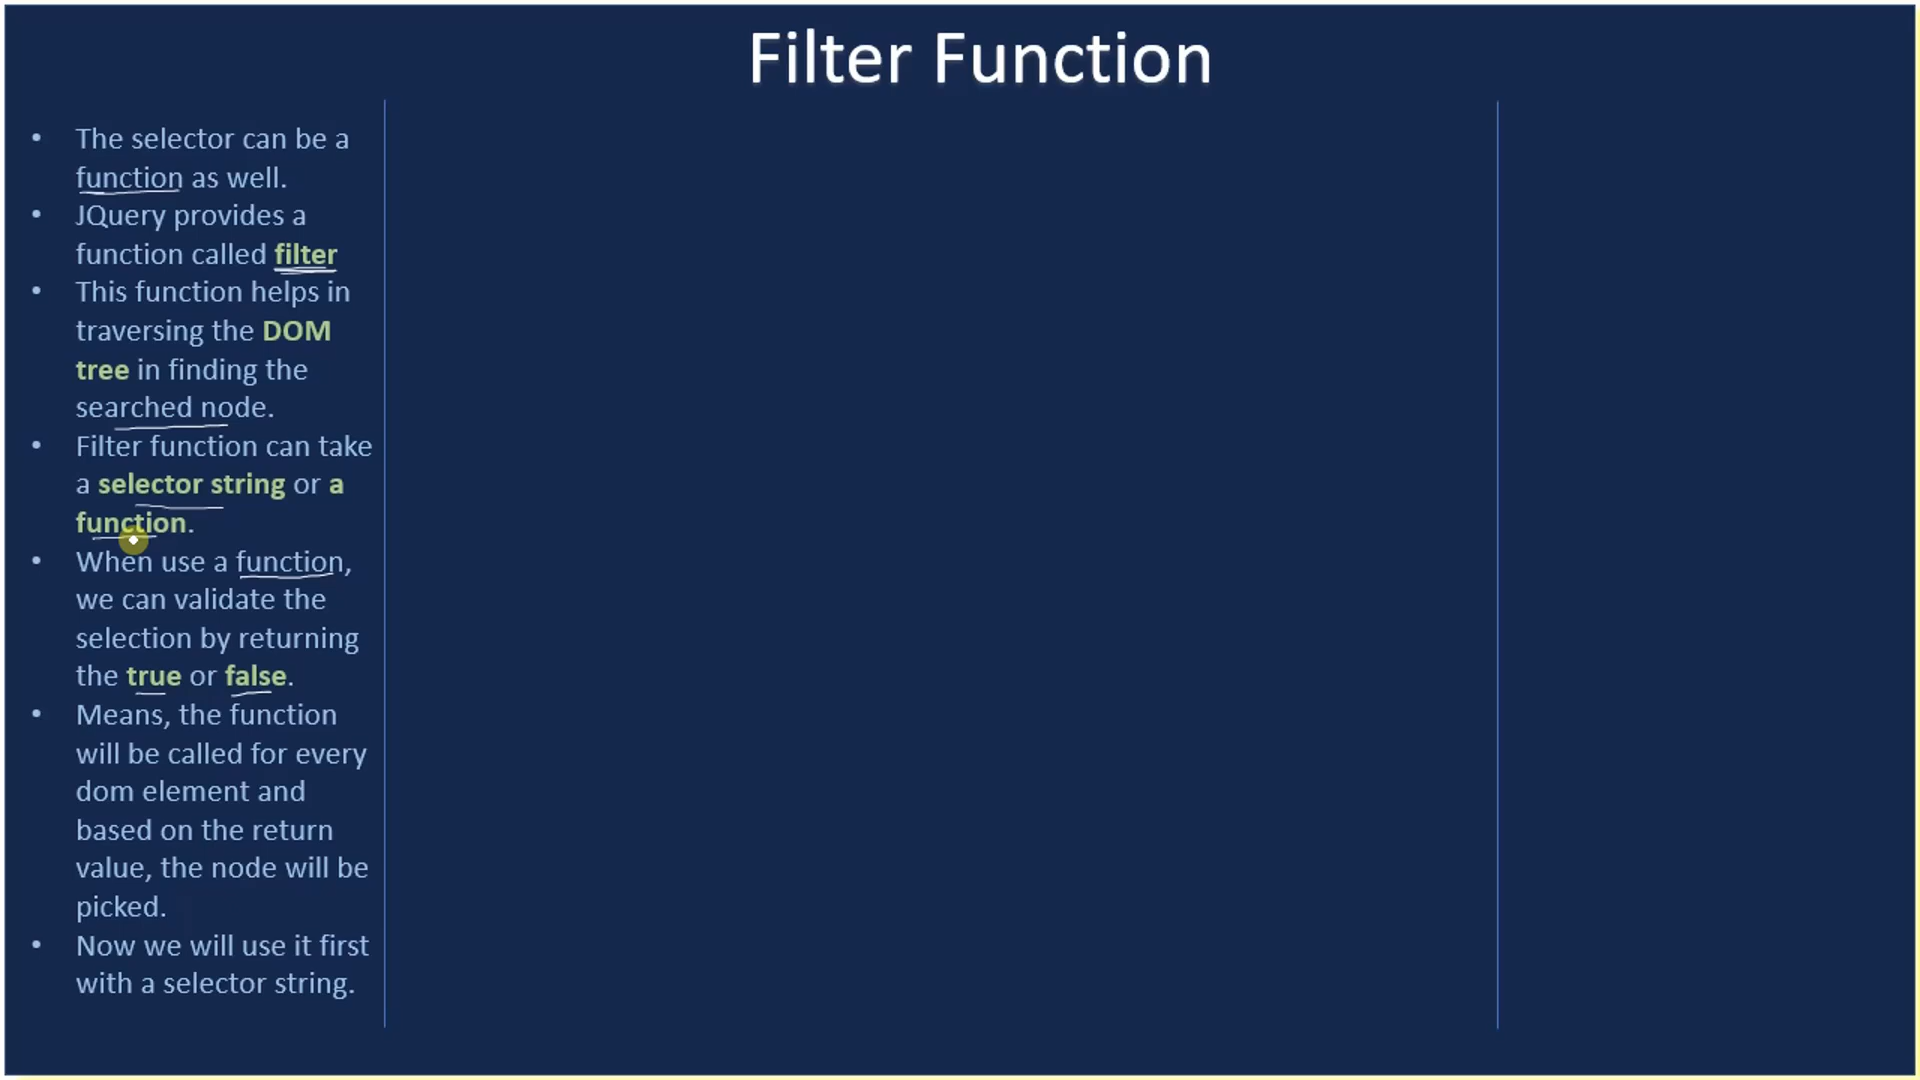 Filter Function
• The selector can be a
function as well.
• JQuery provides a
function called filter
• This function helps in
traversing the DOM
tree in finding the
searched node.
• Filter function can take
a selector string or a
function.
• When use a function,
we can validate the
selection by returning
the true or false.
• Means, the function
will be called for every
dom element and
based on the return
value, the node will be
picked.
• Now we will use it first
with a selector string.